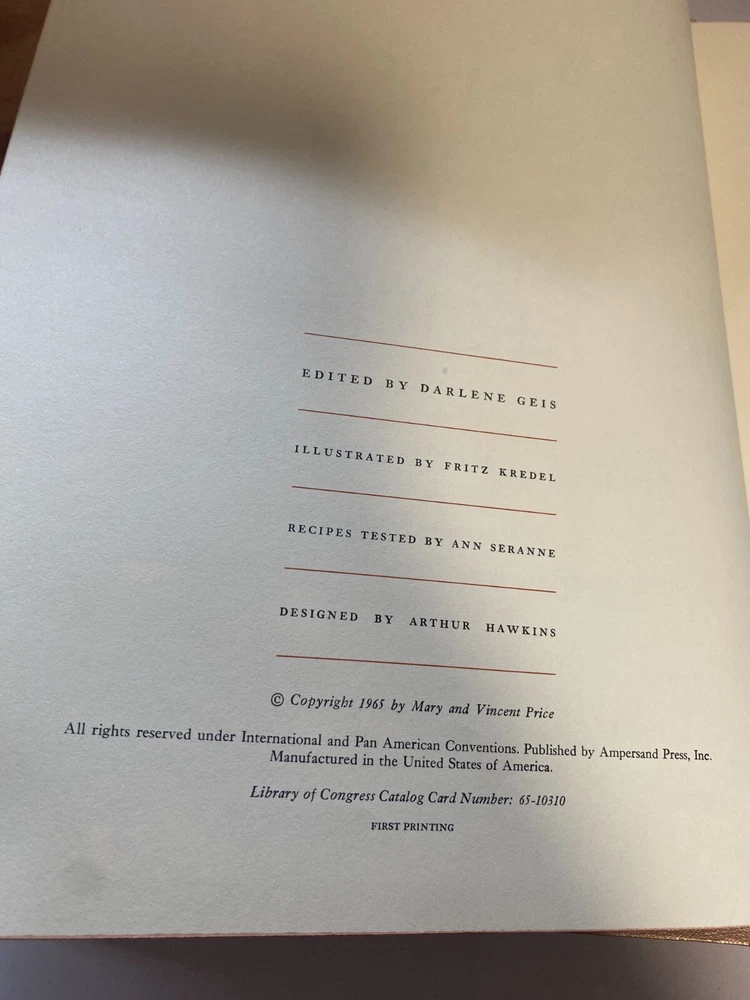 EDITED BY DARLENE GEIS
ILLUSTRATED BY FRITZ KREDEL
RECIPES TESTED BY ANN SERANNE
DESIGNED BY ARTHUR HAWKINS
© Copyright 1965 by Mary and Vincent Price
All rights reserved under International and Pan American Conventions. Published by Ampersand Press, Inc.
Manufactured in the United States of America.
Library of Congress Catalog Card Number: 65-10310
FIRST PRINTING